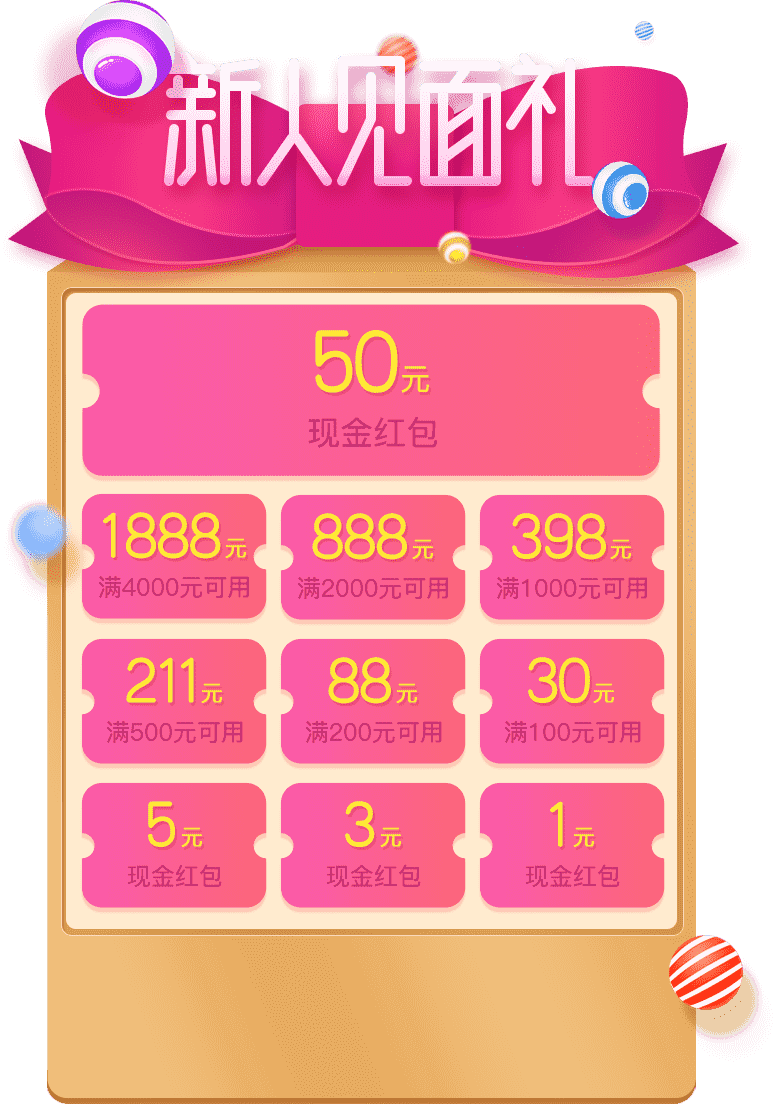 新人见面礼
50元
现金红包
1888元
满4000元可用
888元
满2000元可用
398元
满1000元可用
211元
满500元可用
88元
满200元可用
30元
满100元可用
5元
现金红包
3元
现金红包
1元
现金红包